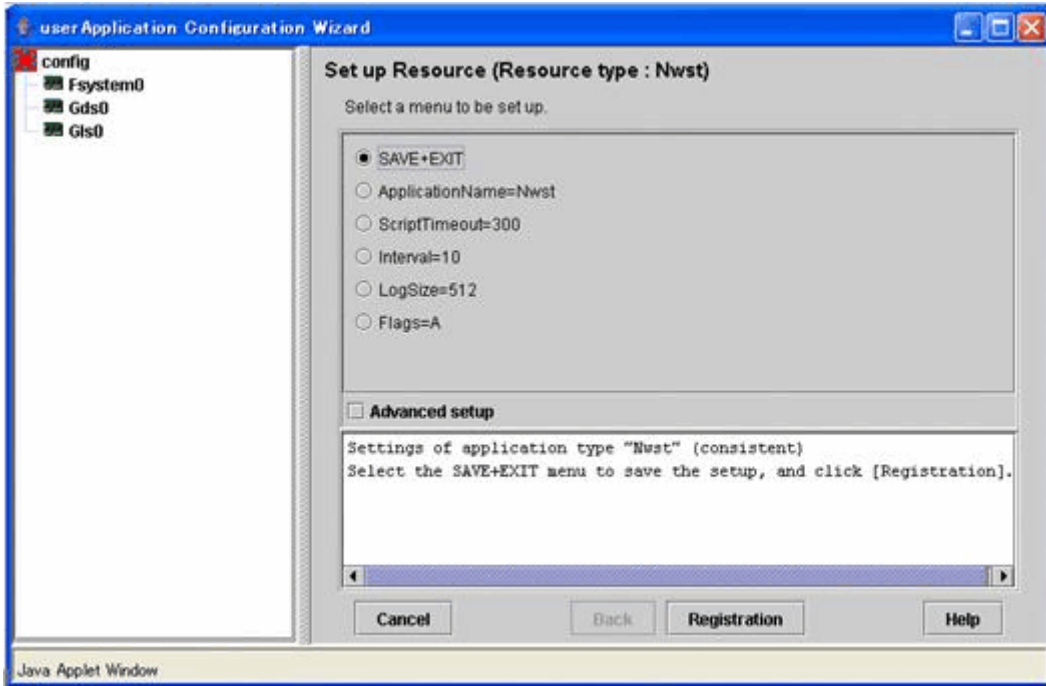 userApplication Configuration Wizard
config
Fsystem0
Gds0
Gls0
Set up Resource (Resource type : Nwst)
Select a menu to be set up.
SAVE+EXIT
ApplicationName=Nwst
ScriptTimeout=300
Interval=10
LogSize=512
Flags=A
Advanced setup
Settings of application type "Nwst" (consistent)
Select the SAVE+EXIT menu to save the setup, and click [Registration].
Cancel
Back
Registration
Help
Java Applet Window